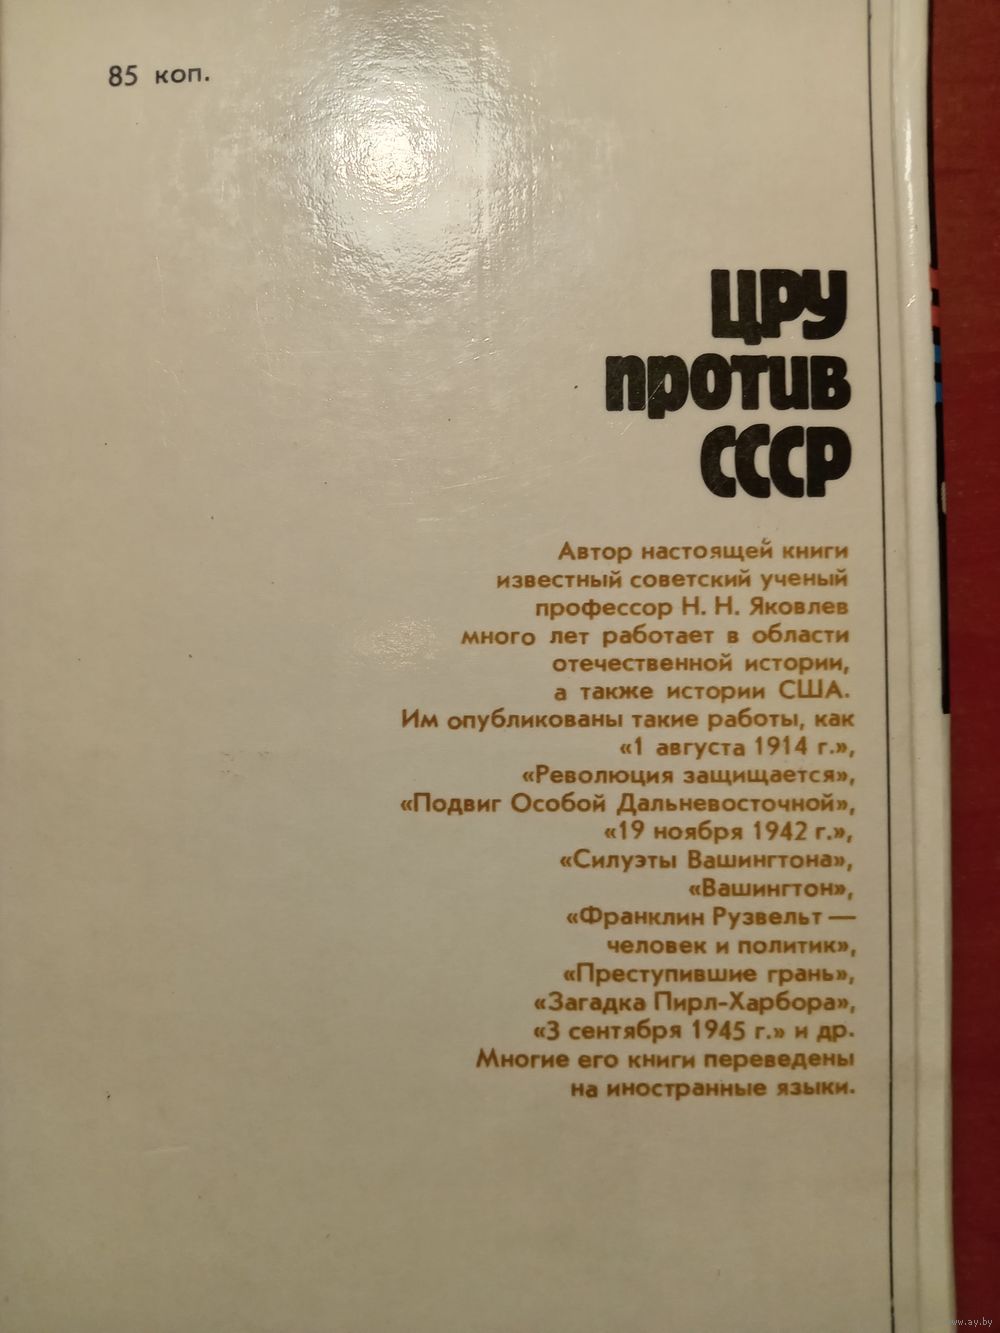 85 коп.
ЦРУ
против
СССР
Автор настоящей книги
известный советский ученый
профессор Н. Н. Яковлев
много лет работает в области
отечественной истории,
а также истории США.
Им опубликованы такие работы, как
«1 августа 1914 г.»,
«Революция защищается»,
«Подвиг Особой Дальневосточной»,
«19 ноября 1942 г.»,
«Силуэты Вашингтона»,
«Вашингтон»,
«Франклин Рузвельт —
человек и политик»,
«Преступившие грань»,
«Загадка Пирл-Харбора»,
«3 сентября 1945 г.» и др.
Многие его книги переведены
на иностранные языки.
www.ay.by